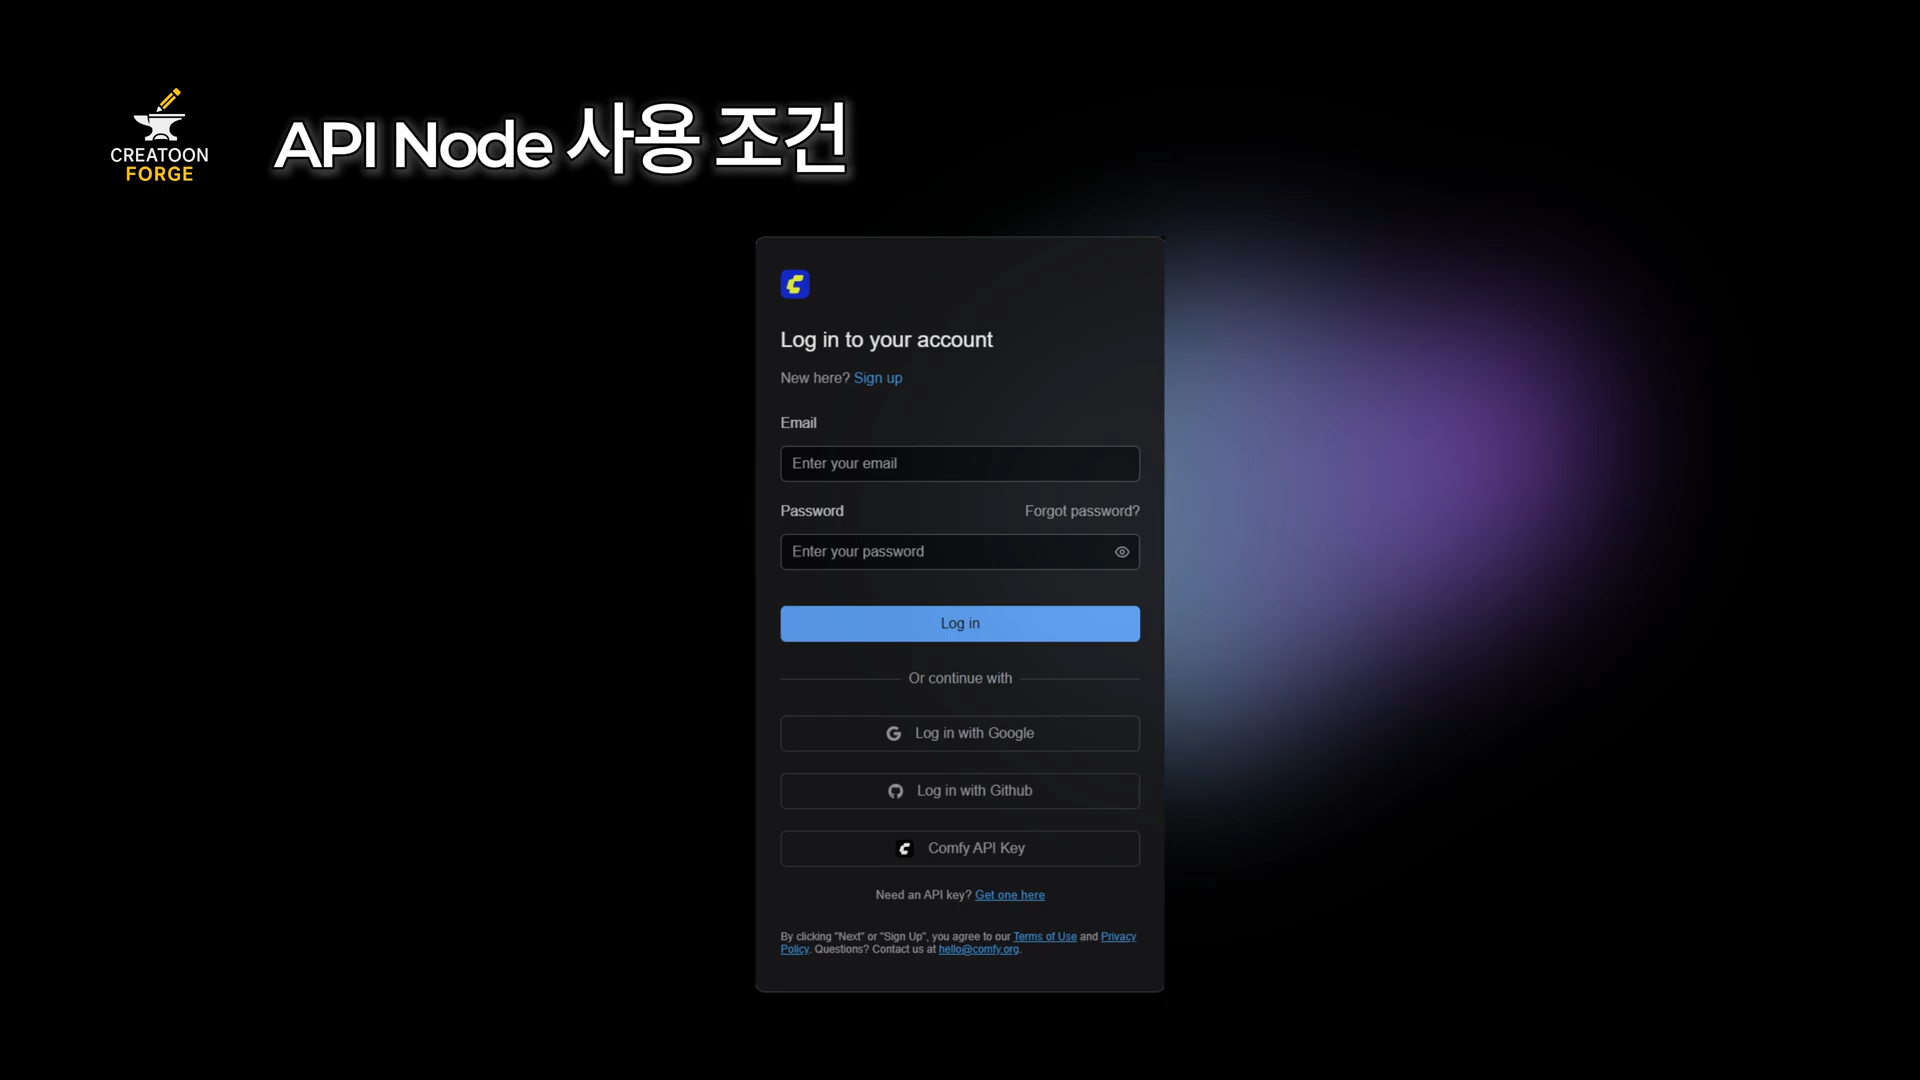 CREATOON
FORGE
API Node 사용 조건
Log in to your account
New here? Sign up
Email
Enter your email
Password
Forgot password?
Enter your password
Log in
Or continue with
Log in with Google
Log in with Github
Comfy API Key
Need an API key? Get one here
By clicking "Next" or "Sign Up", you agree to our Terms of Use and Privacy
Policy. Questions? Contact us at hello@comfy.org.